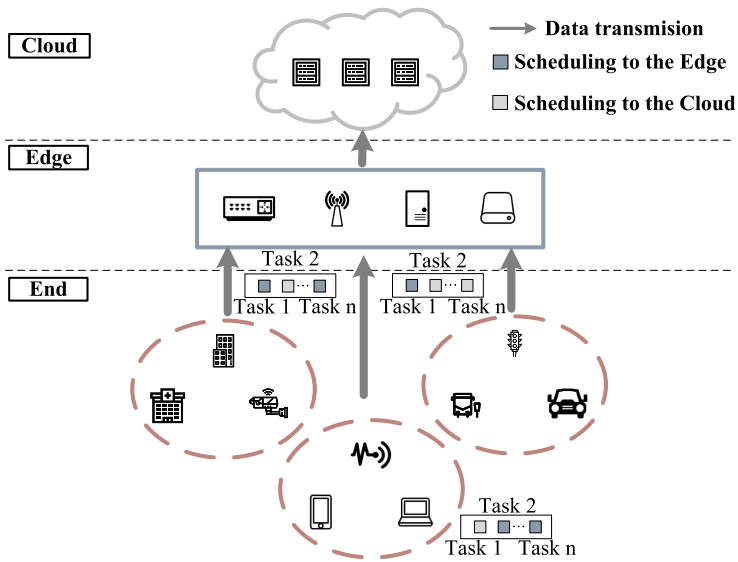 Cloud
Data transmision
Scheduling to the Edge
Scheduling to the Cloud
Edge
End
Task 2
...
Task 1 Task n
Task 2
...
Task 1 Task n
Task 2
...
Task 1 Task n